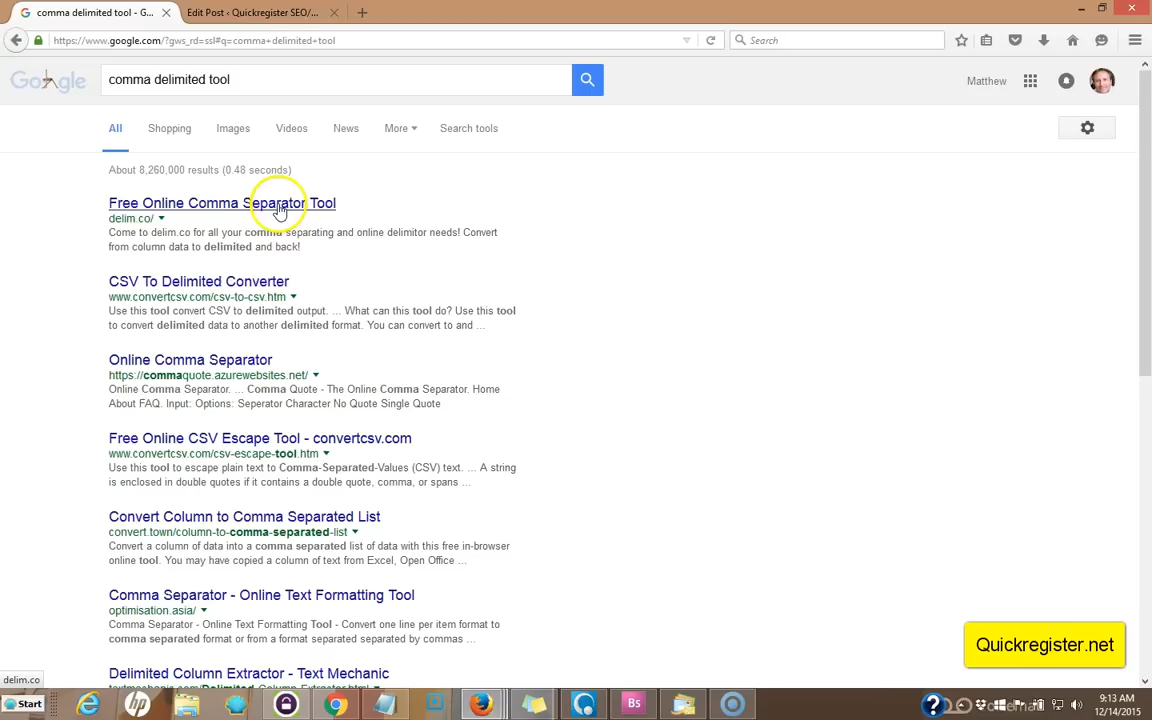 comma delimited tool - G...
Edit Post ‹ Quickregister SEO/...
https://www.google.com/?gws_rd=ssl#q=comma+delimited+tool
Search
Google
comma delimited tool
Matthew
All
Shopping
Images
Videos
News
More
Search tools
About 8,260,000 results (0.48 seconds)
Free Online Comma Separator Tool
delim.co/
Come to delim.co for all your comma separating and online delimitor needs! Convert
from column data to delimited and back!
CSV To Delimited Converter
www.convertcsv.com/csv-to-csv.htm
Use this tool convert CSV to delimited output. ... What can this tool do? Use this tool
to convert delimited data to another delimited format. You can convert to and ...
Online Comma Separator
https://commaquote.azurewebsites.net/
Online Comma Separator. ... Comma Quote - The Online Comma Separator. Home
About FAQ. Input: Options: Seperator Character No Quote Single Quote
Free Online CSV Escape Tool - convertcsv.com
www.convertcsv.com/csv-escape-tool.htm
Use this tool to escape plain text to Comma-Separated-Values (CSV) text. ... A string
is enclosed in double quotes if it contains a double quote, comma, or spans ...
Convert Column to Comma Separated List
convert.town/column-to-comma-separated-list
Convert a column of data into a comma separated list of data with this free in-browser
online tool. You may have copied a column of text from Excel, Open Office ...
Comma Separator - Online Text Formatting Tool
optimisation.asia/
Comma Separator - Online Text Formatting Tool - Convert one line per item format to
comma separated format or from a format separated separated by commas ...
Quickregister.net
Delimited Column Extractor - Text Mechanic
delim.co
Start
hp
Bs
9:13 AM
12/14/2015